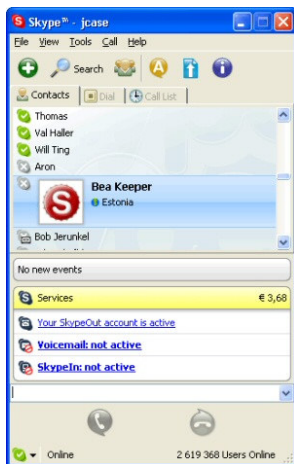 Skype™ - jcase
File View Tools Call Help
Search
Contacts Dial Call List
Thomas
Val Haller
Will Ting
Aron
Bea Keeper
Estonia
Bob Jerunkel
No new events
Services € 3,68
Your SkypeOut account is active
Voicemail: not active
SkypeIn: not active
Online 2 619 368 Users Online